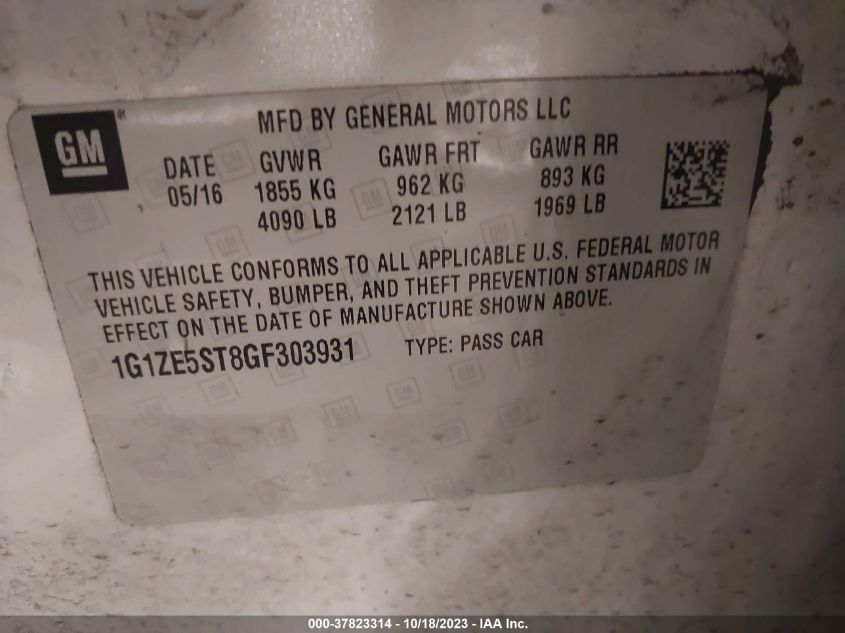 GM ®
MFD BY GENERAL MOTORS LLC
DATE GVWR GAWR FRT GAWR RR
05/16 1855 KG 962 KG 893 KG
4090 LB 2121 LB 1969 LB
THIS VEHICLE CONFORMS TO ALL APPLICABLE U.S. FEDERAL MOTOR
VEHICLE SAFETY, BUMPER, AND THEFT PREVENTION STANDARDS IN
EFFECT ON THE DATE OF MANUFACTURE SHOWN ABOVE.
1G1ZE5ST8GF303931 TYPE: PASS CAR
000-37823314 - 10/18/2023 - IAA Inc.